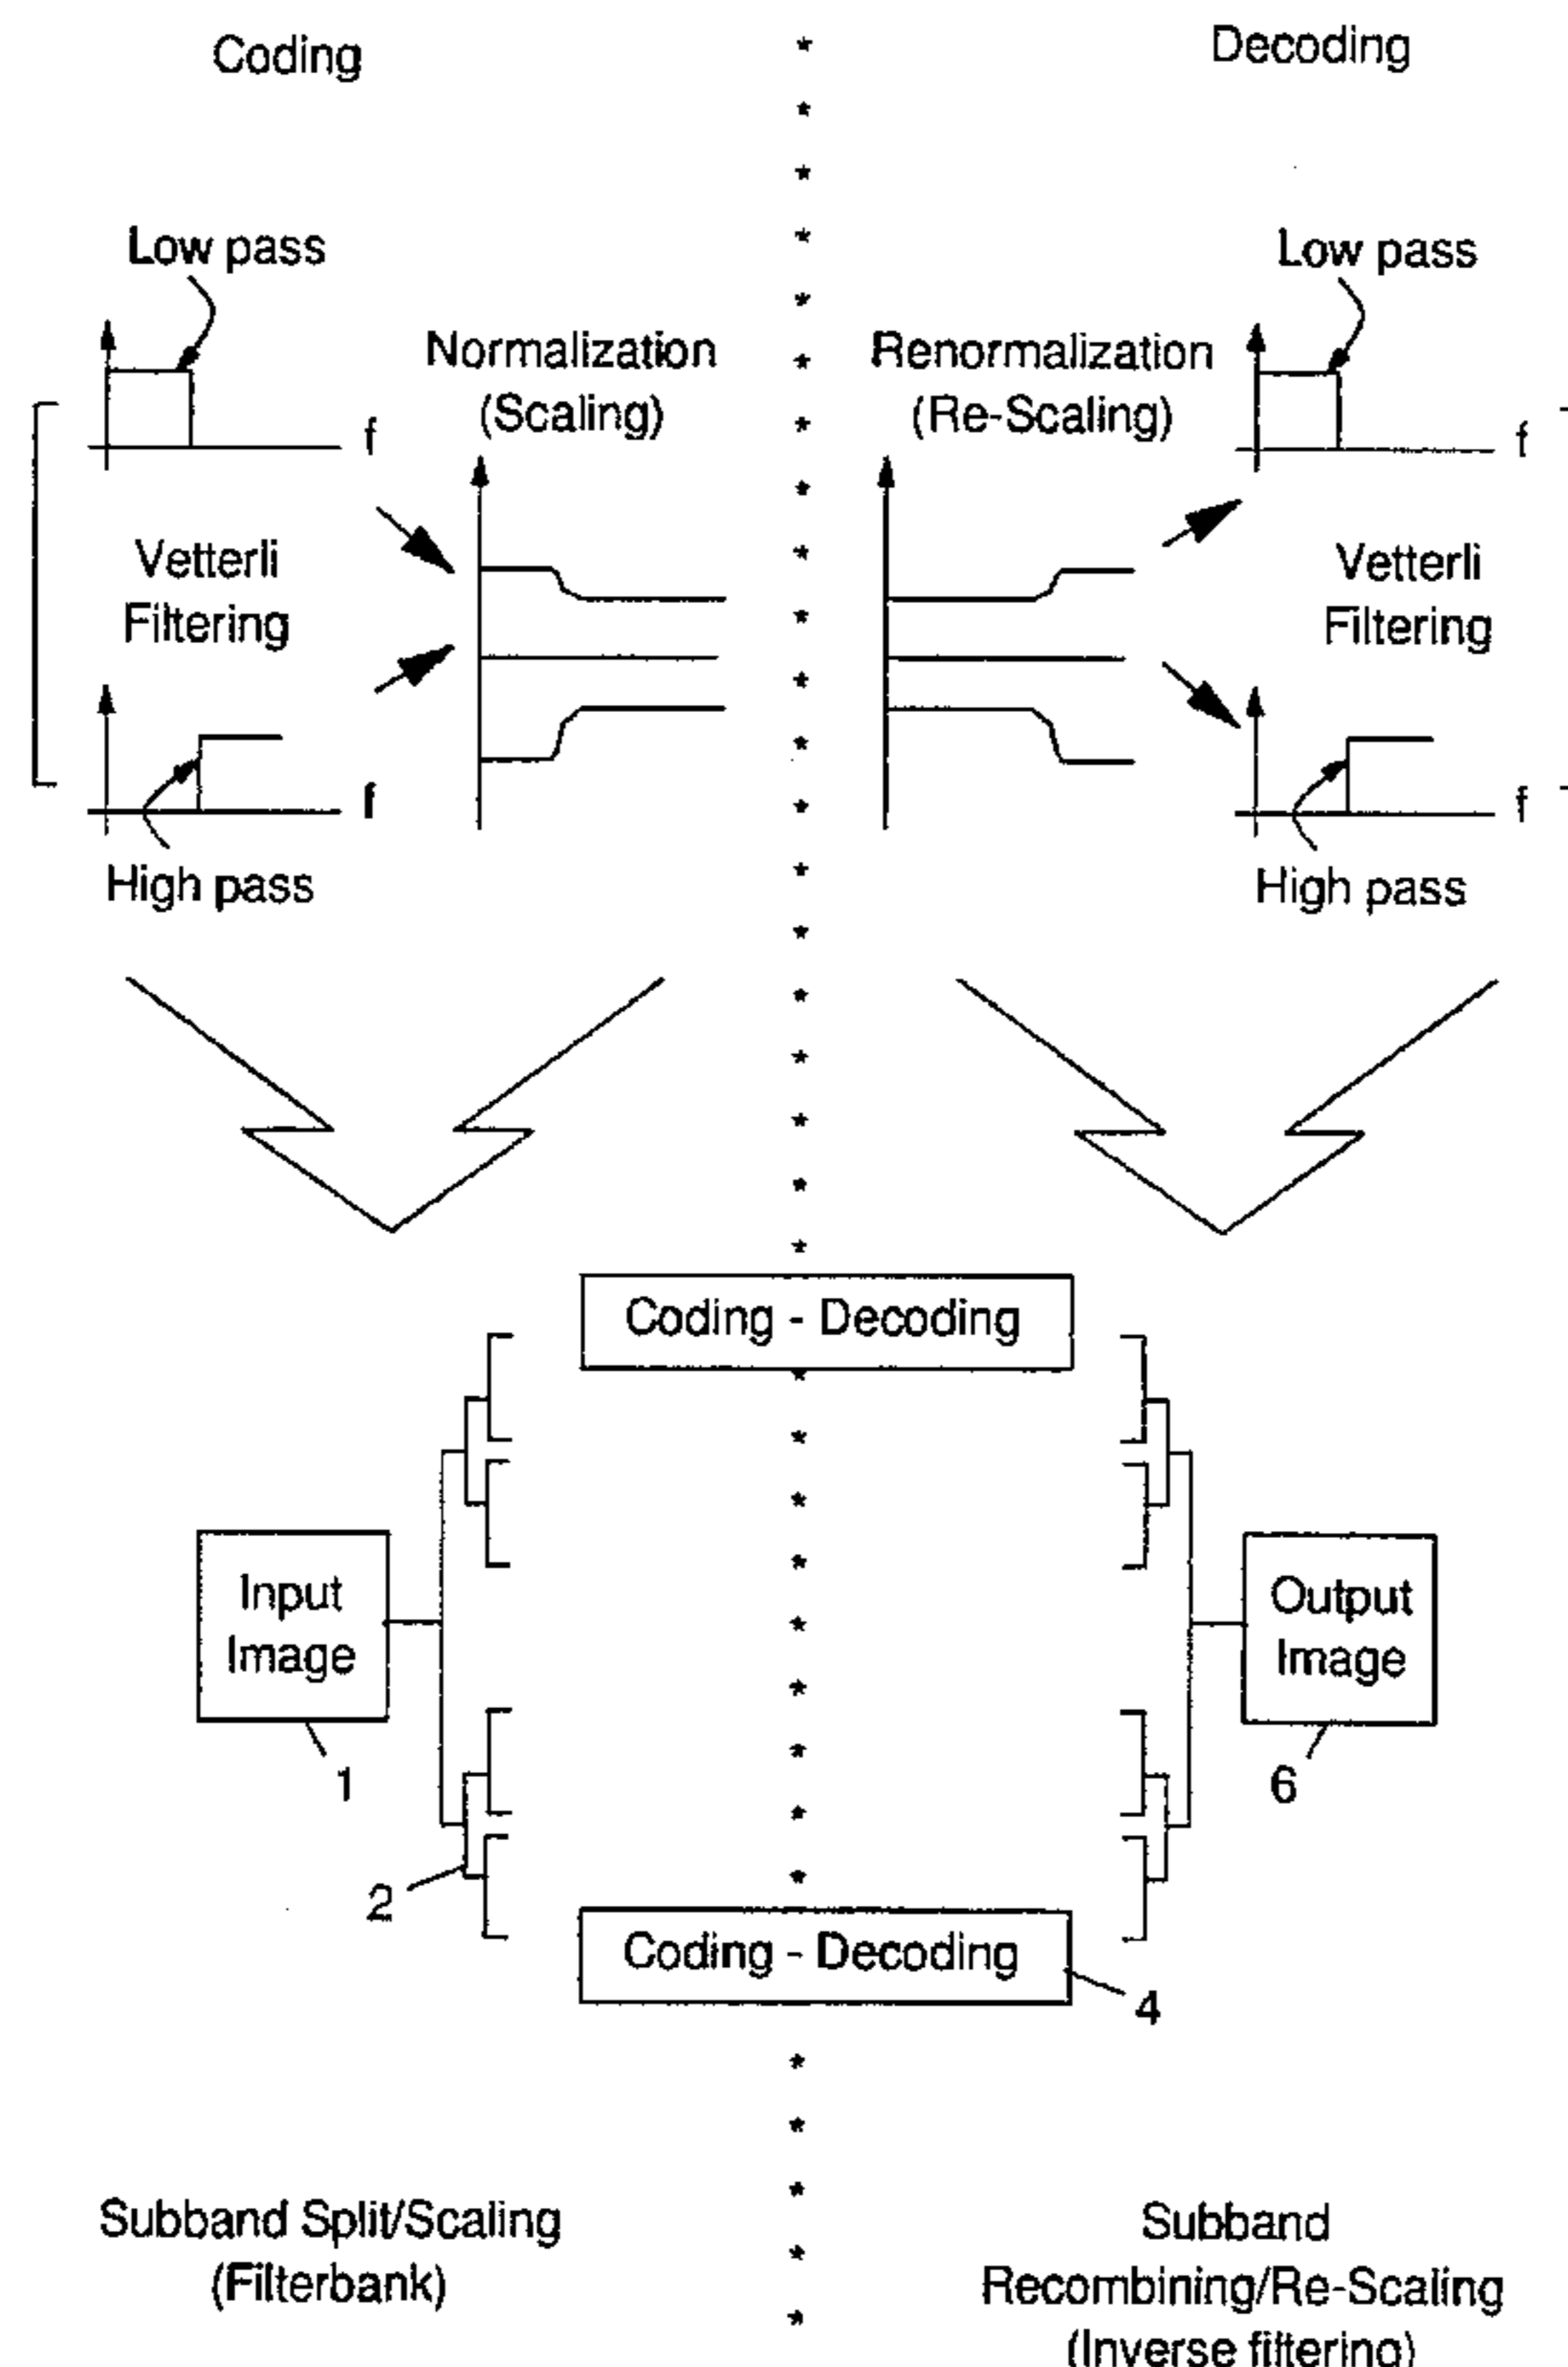 Coding
Decoding
Low pass
Low pass
Normalization
(Scaling)
Renormalization
(Re-Scaling)
f
f
Vetterli
Filtering
Vetterli
Filtering
f
f
High pass
High pass
Coding - Decoding
Input
Image
Output
Image
1
6
2
Coding - Decoding
4
Subband Split/Scaling
(Filterbank)
Subband
Recombining/Re-Scaling
(Inverse filtering)